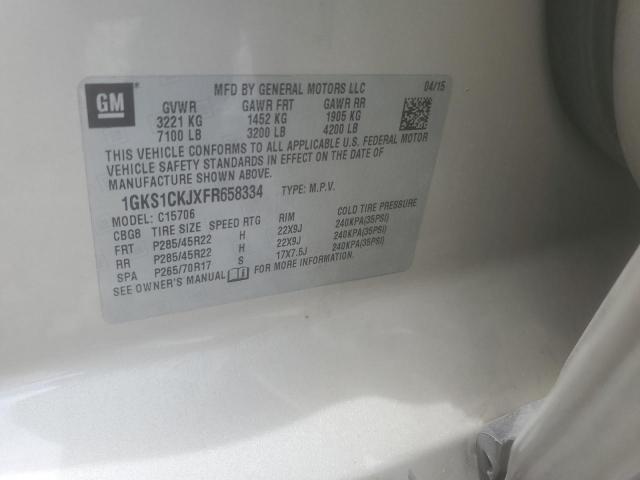 GM
MFD BY GENERAL MOTORS LLC 04/15
GVWR GAWR FRT GAWR RR
3221 KG 1452 KG 1905 KG
7100 LB 3200 LB 4200 LB
THIS VEHICLE CONFORMS TO ALL APPLICABLE U.S. FEDERAL MOTOR
VEHICLE SAFETY STANDARDS IN EFFECT ON THE DATE OF
MANUFACTURE SHOWN ABOVE.
1GKS1CKJXFR658334 TYPE: M.P.V.
MODEL: C15706
CBG8 TIRE SIZE SPEED RTG RIM COLD TIRE PRESSURE
FRT P285/45R22 H 22X9J 240KPA(35PSI)
RR P285/45R22 H 22X9J 240KPA(35PSI)
SPA P265/70R17 S 17X7.5J 240KPA(35PSI)
SEE OWNER'S MANUAL FOR MORE INFORMATION.